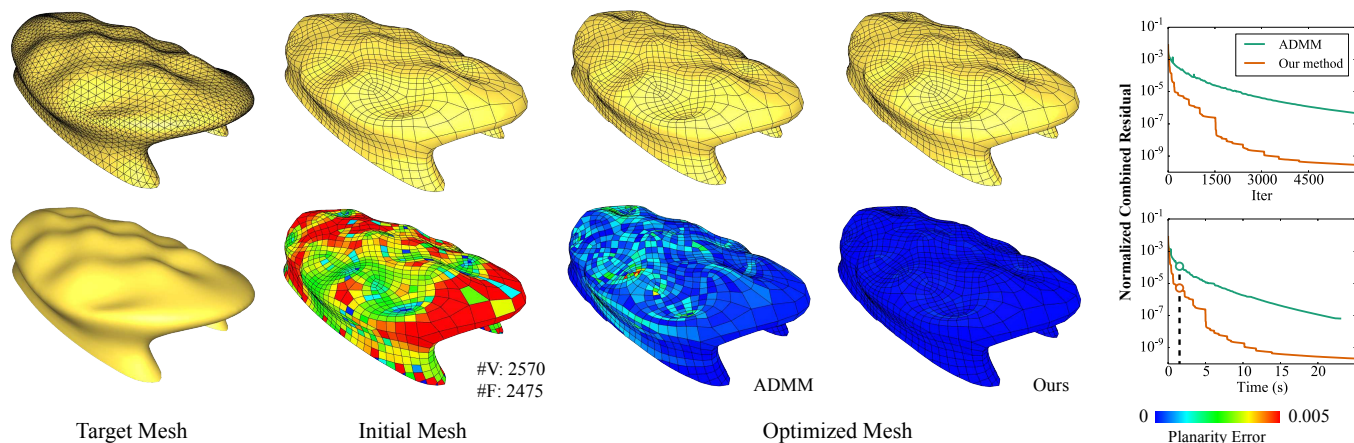 #V: 2570
#F: 2475
ADMM
Ours
Target Mesh
Initial Mesh
Optimized Mesh
Normalized Combined Residual
10^-1
10^-3
10^-5
10^-7
10^-9
ADMM
Our method
0 1500 3000 4500
Iter
10^-1
10^-3
10^-5
10^-7
10^-9
0 5 10 15 20
Time (s)
0 0.005
Planarity Error